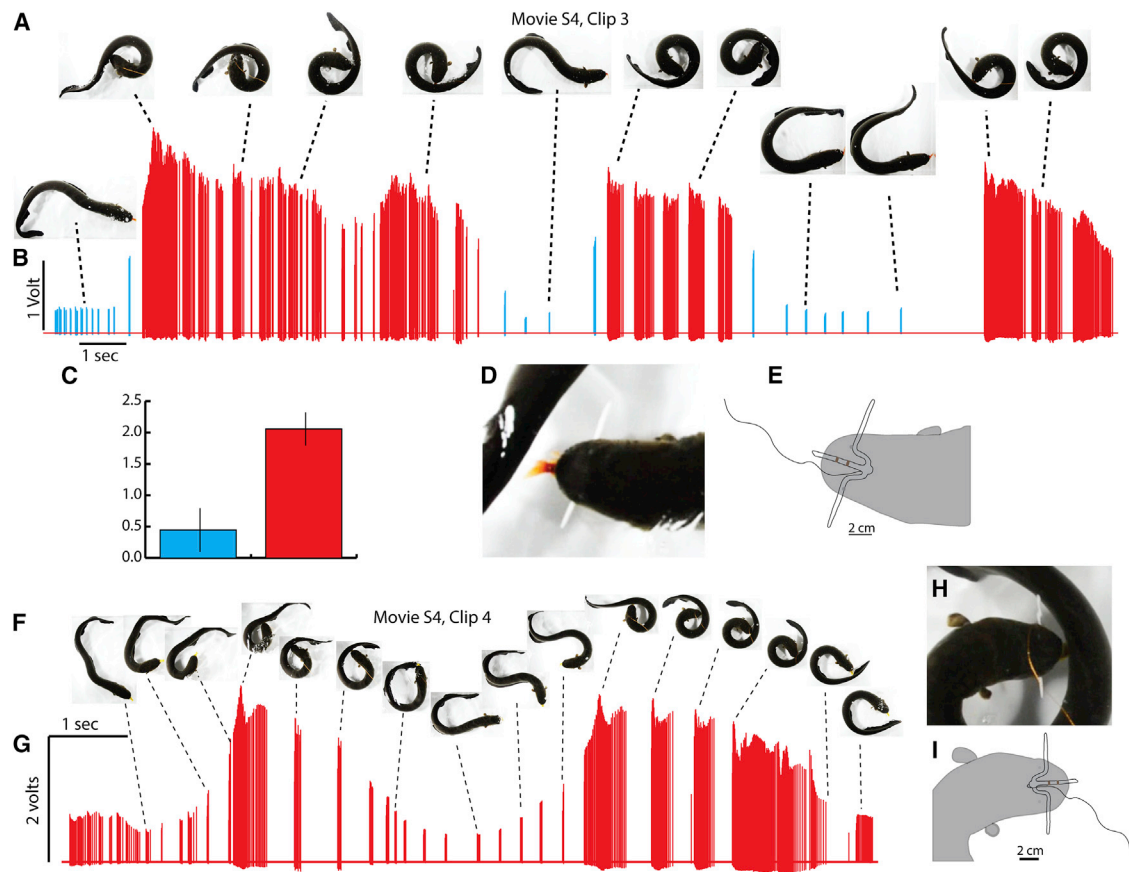 A
Movie S4, Clip 3
B
1 Volt
1 sec
C
2.5
2.0
1.5
1.0
0.5
0.0
D
E
2 cm
F
Movie S4, Clip 4
1 sec
G
2 volts
H
I
2 cm